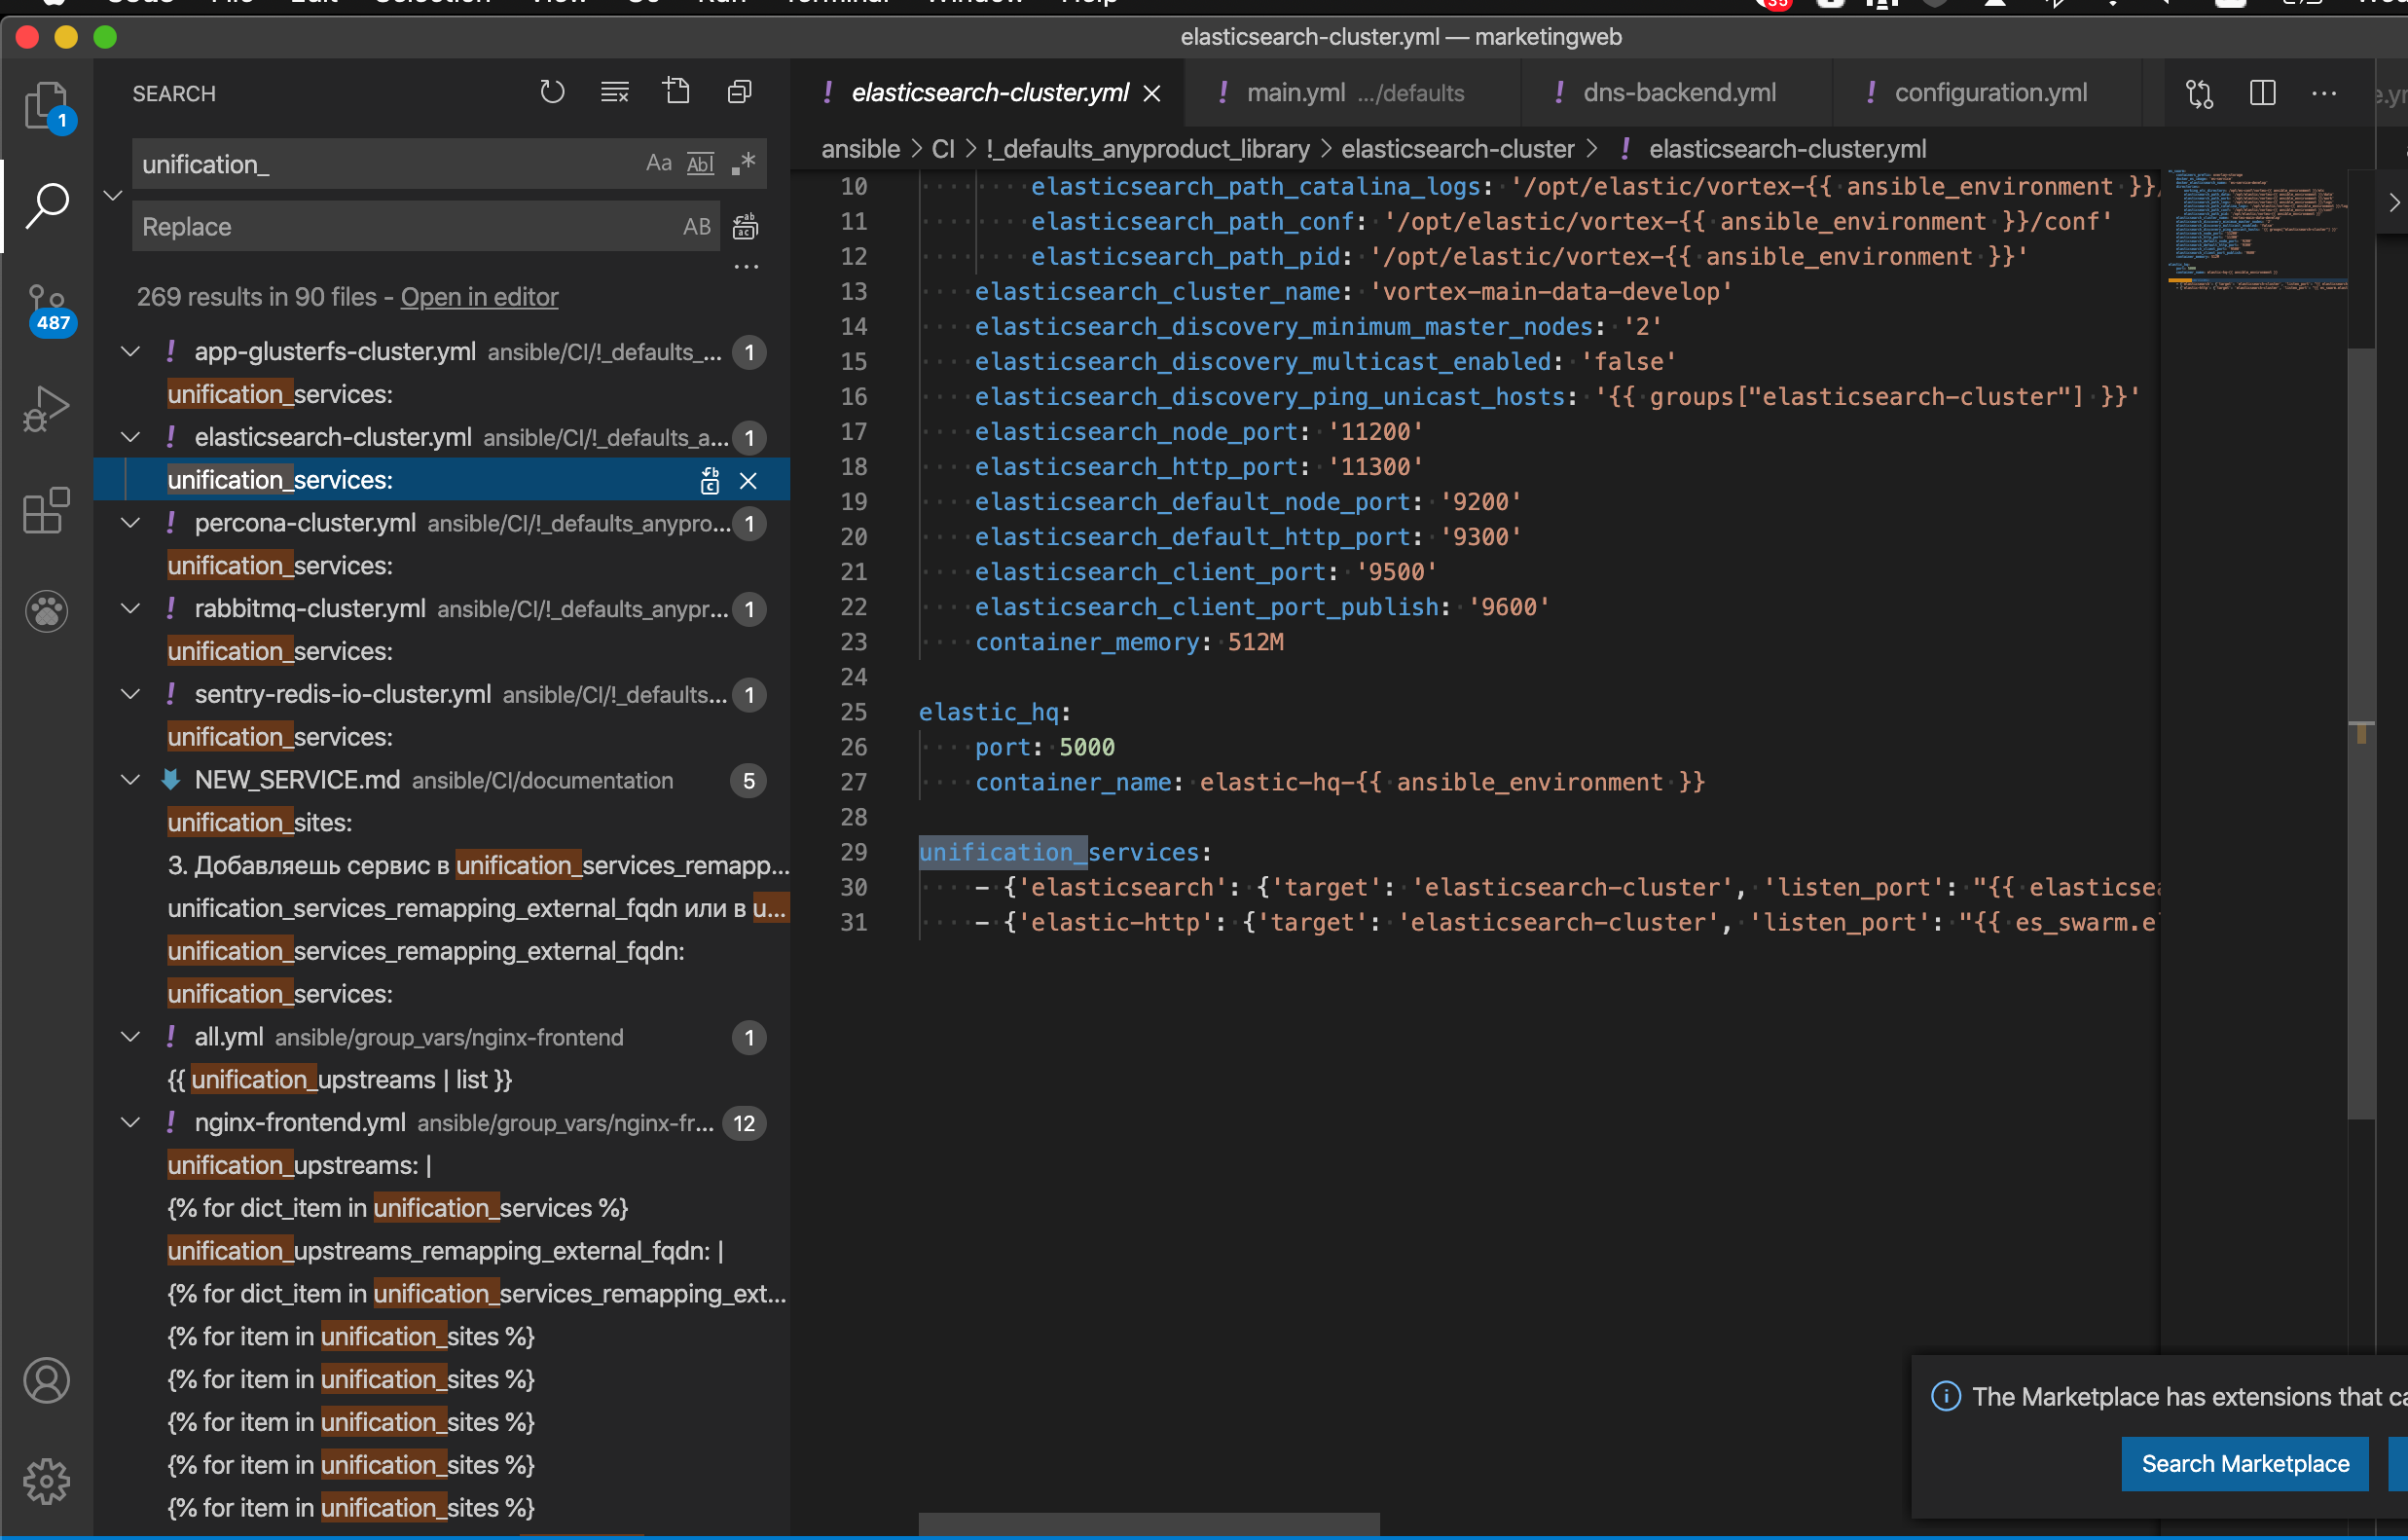 35
elasticsearch-cluster.yml — marketingweb
SEARCH
unification_
Aa Abl .*
Replace
AB
269 results in 90 files - Open in editor
app-glusterfs-cluster.yml ansible/CI/!_defaults_... 1
unification_services:
elasticsearch-cluster.yml ansible/CI/!_defaults_a... 1
unification_services:
percona-cluster.yml ansible/CI/!_defaults_anypro... 1
unification_services:
rabbitmq-cluster.yml ansible/CI/!_defaults_anypr... 1
unification_services:
sentry-redis-io-cluster.yml ansible/CI/!_defaults... 1
unification_services:
NEW_SERVICE.md ansible/CI/documentation 5
unification_sites:
3. Добавляешь сервис в unification_services_remapp...
unification_services_remapping_external_fqdn или в u...
unification_services_remapping_external_fqdn:
unification_services:
all.yml ansible/group_vars/nginx-frontend 1
{{ unification_upstreams | list }}
nginx-frontend.yml ansible/group_vars/nginx-fr... 12
unification_upstreams: |
{% for dict_item in unification_services %}
unification_upstreams_remapping_external_fqdn: |
{% for dict_item in unification_services_remapping_ext...
{% for item in unification_sites %}
{% for item in unification_sites %}
{% for item in unification_sites %}
{% for item in unification_sites %}
{% for item in unification_sites %}
1
487
! elasticsearch-cluster.yml
! main.yml .../defaults
! dns-backend.yml
! configuration.yml
ansible > CI > !_defaults_anyproduct_library > elasticsearch-cluster > ! elasticsearch-cluster.yml
10 elasticsearch_path_catalina_logs: '/opt/elastic/vortex-{{ ansible_environment }}/
11 elasticsearch_path_conf: '/opt/elastic/vortex-{{ ansible_environment }}/conf'
12 elasticsearch_path_pid: '/opt/elastic/vortex-{{ ansible_environment }}'
13 elasticsearch_cluster_name: 'vortex-main-data-develop'
14 elasticsearch_discovery_minimum_master_nodes: '2'
15 elasticsearch_discovery_multicast_enabled: 'false'
16 elasticsearch_discovery_ping_unicast_hosts: '{{ groups["elasticsearch-cluster"] }}'
17 elasticsearch_node_port: '11200'
18 elasticsearch_http_port: '11300'
19 elasticsearch_default_node_port: '9200'
20 elasticsearch_default_http_port: '9300'
21 elasticsearch_client_port: '9500'
22 elasticsearch_client_port_publish: '9600'
23 container_memory: 512M
24
25 elastic_hq:
26 port: 5000
27 container_name: elastic-hq-{{ ansible_environment }}
28
29 unification_services:
30 - {'elasticsearch': {'target': 'elasticsearch-cluster', 'listen_port': "{{ elasticsea
31 - {'elastic-http': {'target': 'elasticsearch-cluster', 'listen_port': "{{ es_swarm.e
The Marketplace has extensions that ca
Search Marketplace